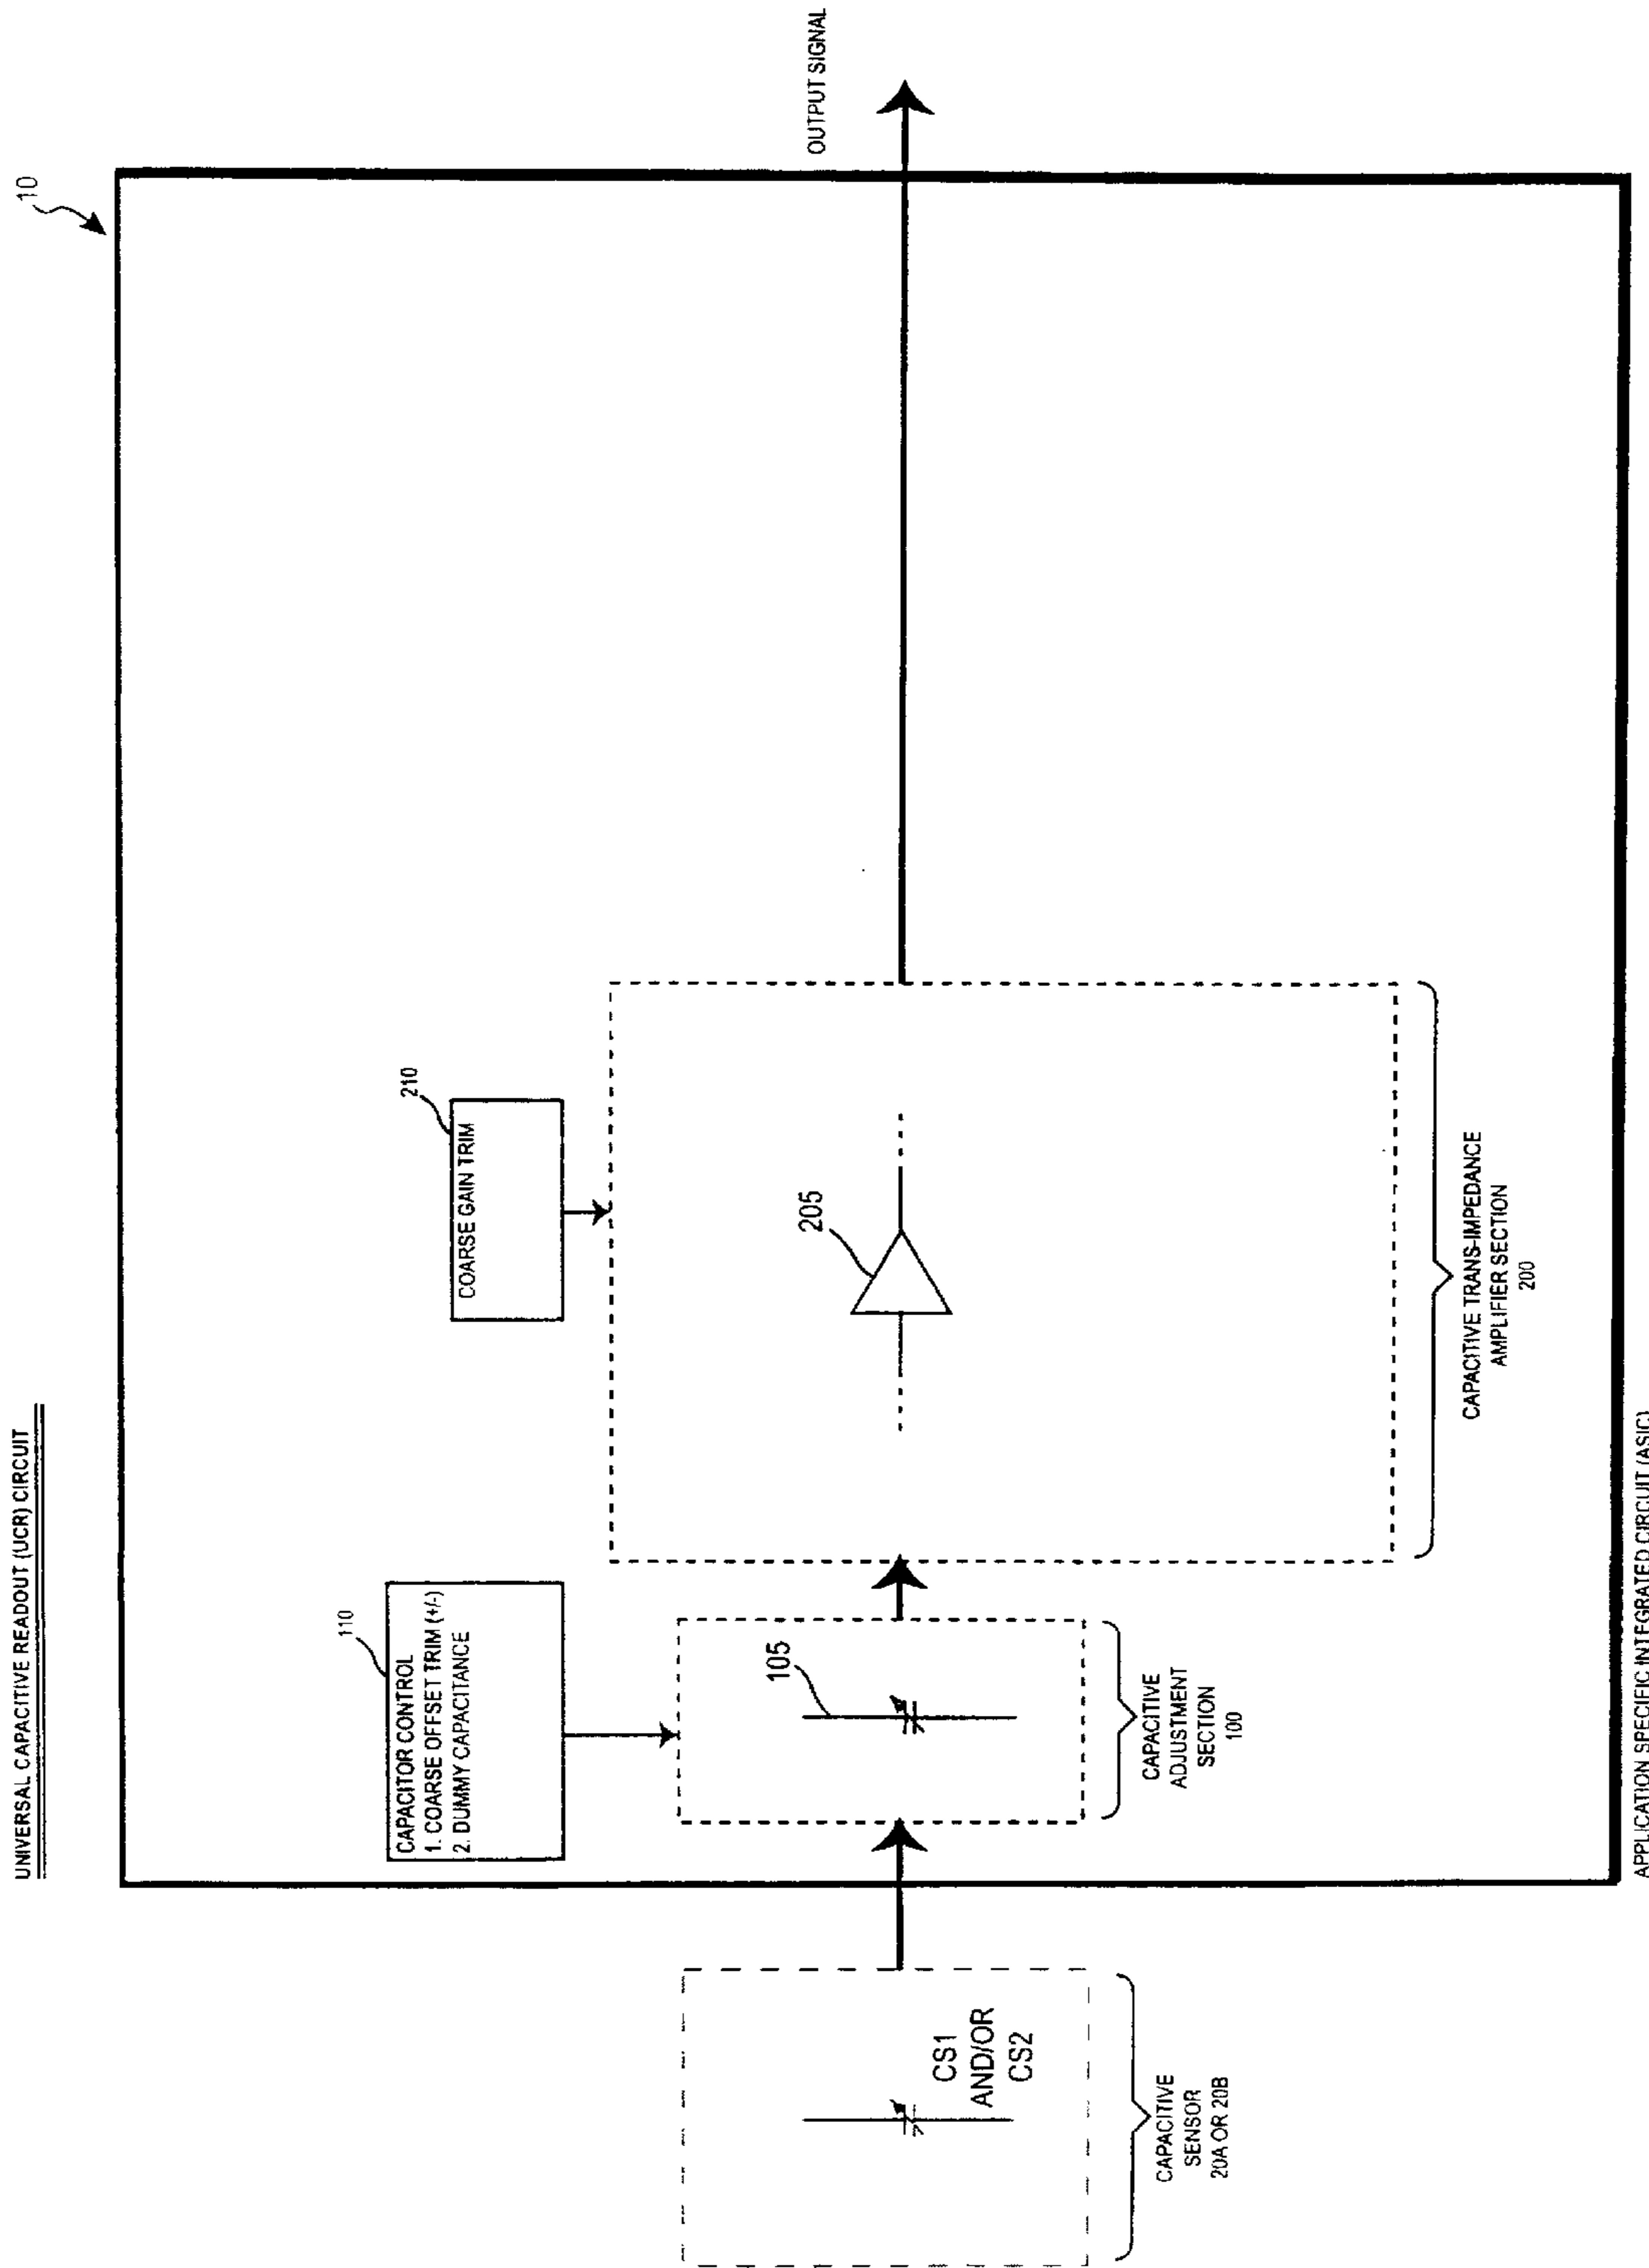 UNIVERSAL CAPACITIVE READOUT (UCR) CIRCUIT
10
110
CAPACITOR CONTROL
1. COARSE OFFSET TRIM (+/-)
2. DUMMY CAPACITANCE
210
COARSE GAIN TRIM
OUTPUT SIGNAL
105
205
CS1
AND/OR
CS2
CAPACITIVE
SENSOR
20A OR 20B
CAPACITIVE
ADJUSTMENT
SECTION
100
CAPACITIVE TRANS-IMPEDANCE
AMPLIFIER SECTION
200
APPLICATION SPECIFIC INTEGRATED CIRCUIT (ASIC)